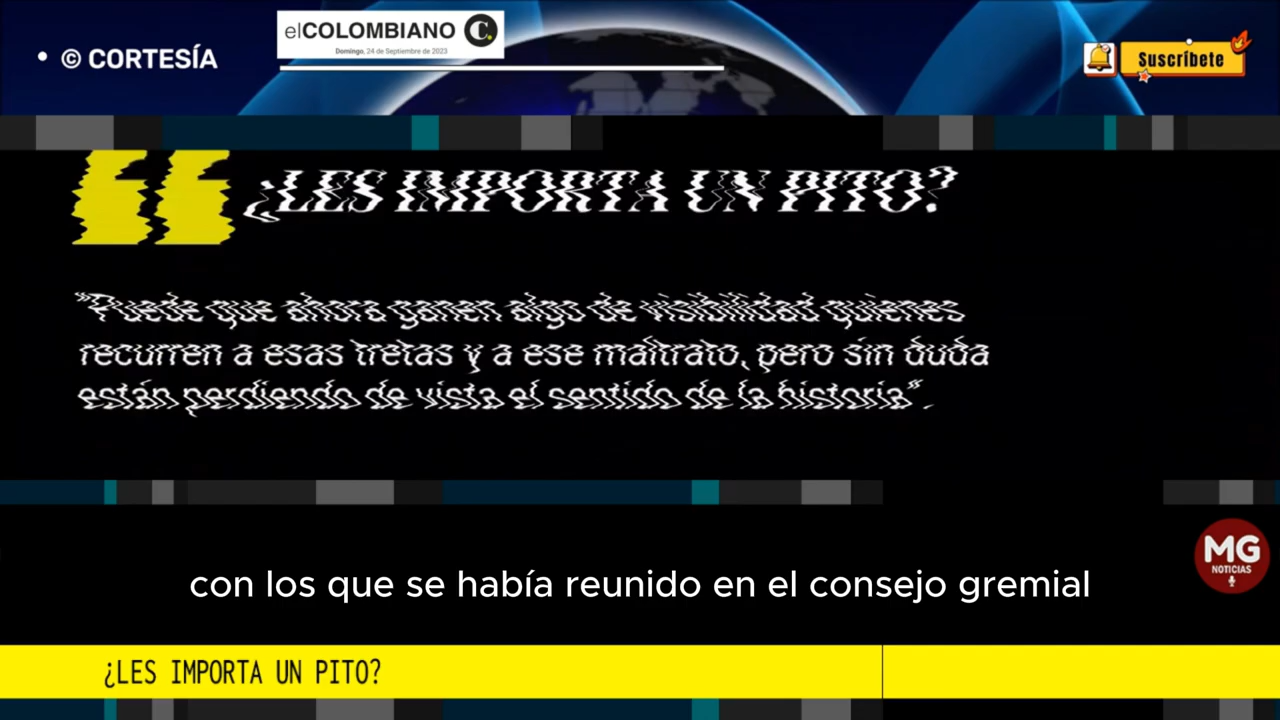 • © CORTESÍA
elCOLOMBIANO C.
Domingo, 24 de Septiembre de 2023
Suscríbete
“ ¿LES IMPORTA UN PITO?
"Puede que ahora ganen algo de visibilidad quienes
recurren a esas tretas y a ese maltrato, pero sin duda
están perdiendo de vista el sentido de la historia".
MG
NOTICIAS
con los que se había reunido en el consejo gremial
¿LES IMPORTA UN PITO?